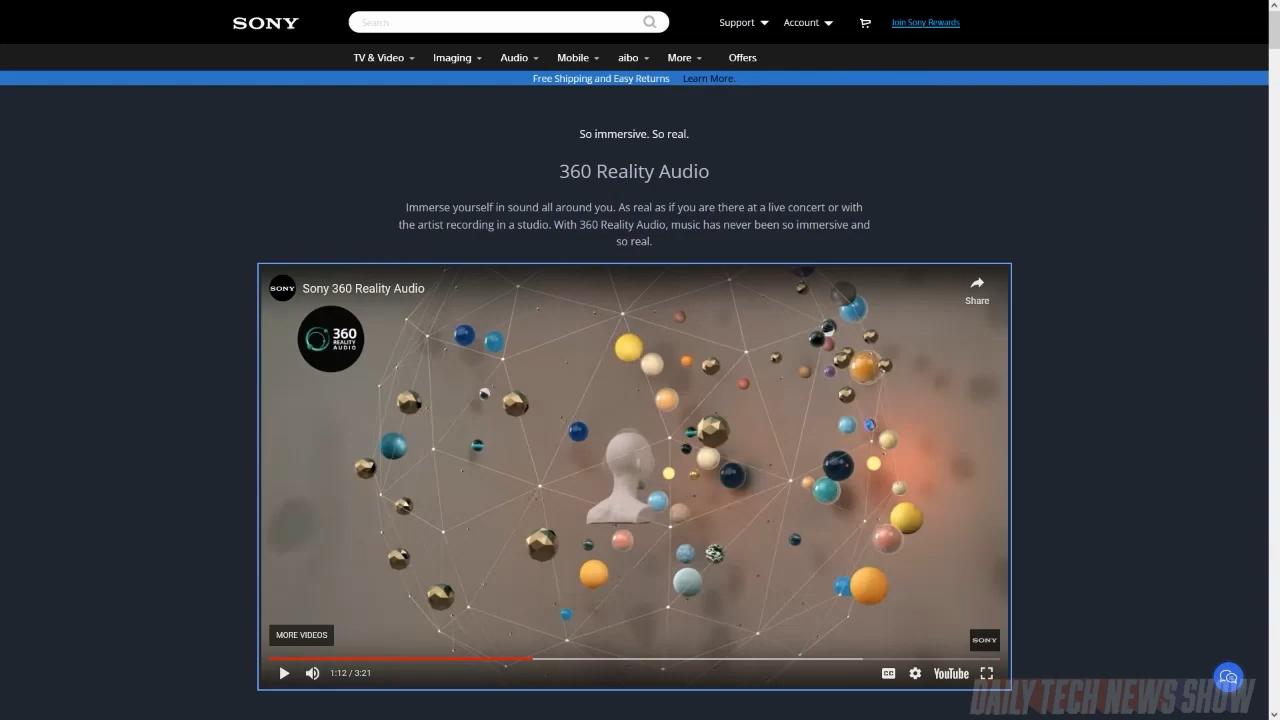 SONY
Search
Support
Account
Join Sony Rewards
TV & Video
Imaging
Audio
Mobile
aibo
More
Offers
Free Shipping and Easy Returns Learn More.
So immersive. So real.
360 Reality Audio
Immerse yourself in sound all around you. As real as if you are there at a live concert or with
the artist recording in a studio. With 360 Reality Audio, music has never been so immersive and
so real.
SONY
Sony 360 Reality Audio
Share
360
REALITY
AUDIO
MORE VIDEOS
SONY
1:12 / 3:21
CC
YouTube
DAILY TECH NEWS SHOW